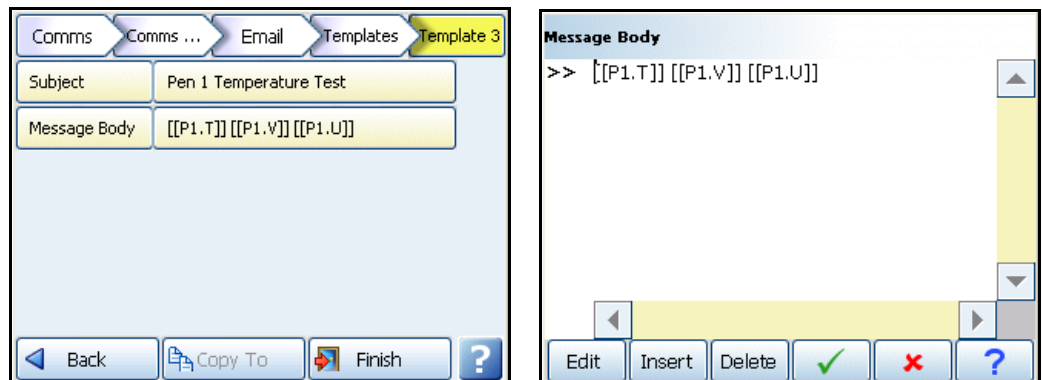 Comms Comms ... Email Templates Template 3
Subject Pen 1 Temperature Test
Message Body [[P1.T]] [[P1.V]] [[P1.U]]
Back Copy To Finish ?
Message Body
>> [[P1.T]] [[P1.V]] [[P1.U]]
Edit Insert Delete ?